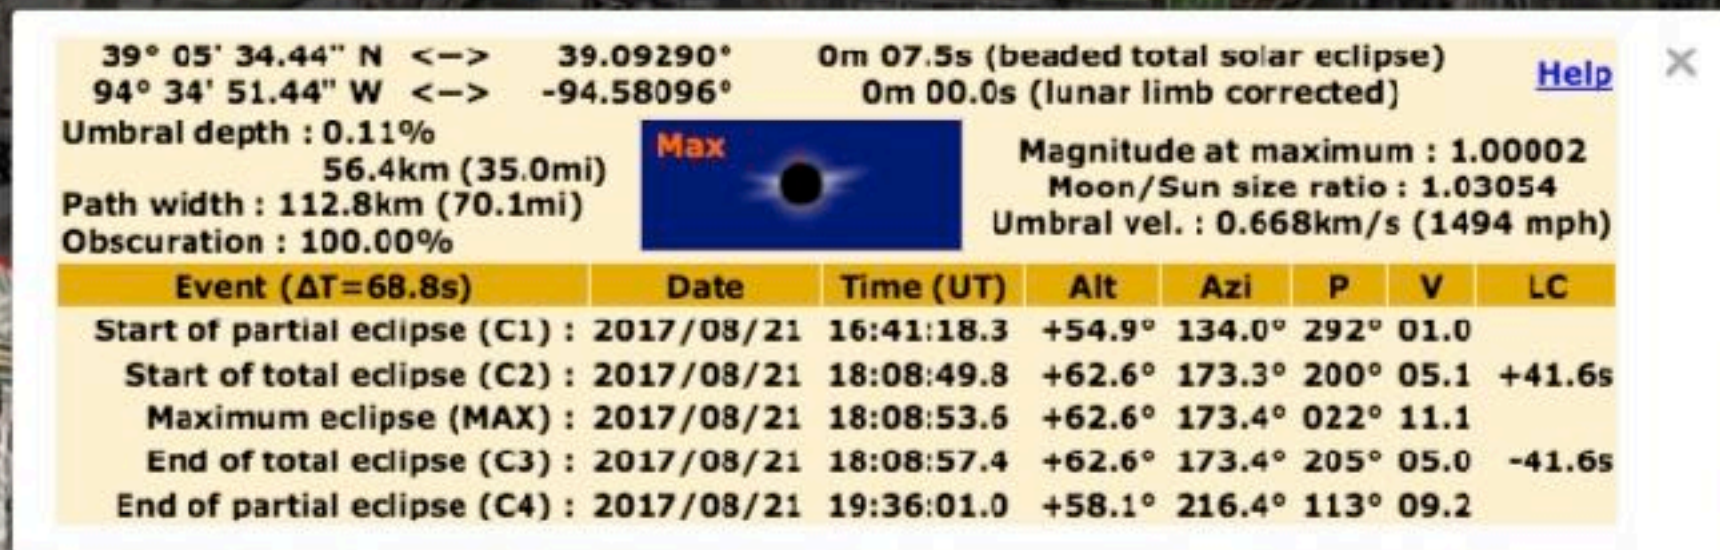 39° 05' 34.44" N <—> 39.09290° 0m 07.5s (beaded total solar eclipse)
94° 34' 51.44" W <—> -94.58096° 0m 00.0s (lunar limb corrected)
Help
×
Umbral depth : 0.11%
56.4km (35.0mi)
Path width : 112.8km (70.1mi)
Obscuration : 100.00%
Max
Magnitude at maximum : 1.00002
Moon/Sun size ratio : 1.03054
Umbral vel. : 0.668km/s (1494 mph)
Event (ΔT=68.8s) Date Time (UT) Alt Azi P V LC
Start of partial eclipse (C1) : 2017/08/21 16:41:18.3 +54.9° 134.0° 292° 01.0
Start of total eclipse (C2) : 2017/08/21 18:08:49.8 +62.6° 173.3° 200° 05.1 +41.6s
Maximum eclipse (MAX) : 2017/08/21 18:08:53.6 +62.6° 173.4° 022° 11.1
End of total eclipse (C3) : 2017/08/21 18:08:57.4 +62.6° 173.4° 205° 05.0 -41.6s
End of partial eclipse (C4) : 2017/08/21 19:36:01.0 +58.1° 216.4° 113° 09.2